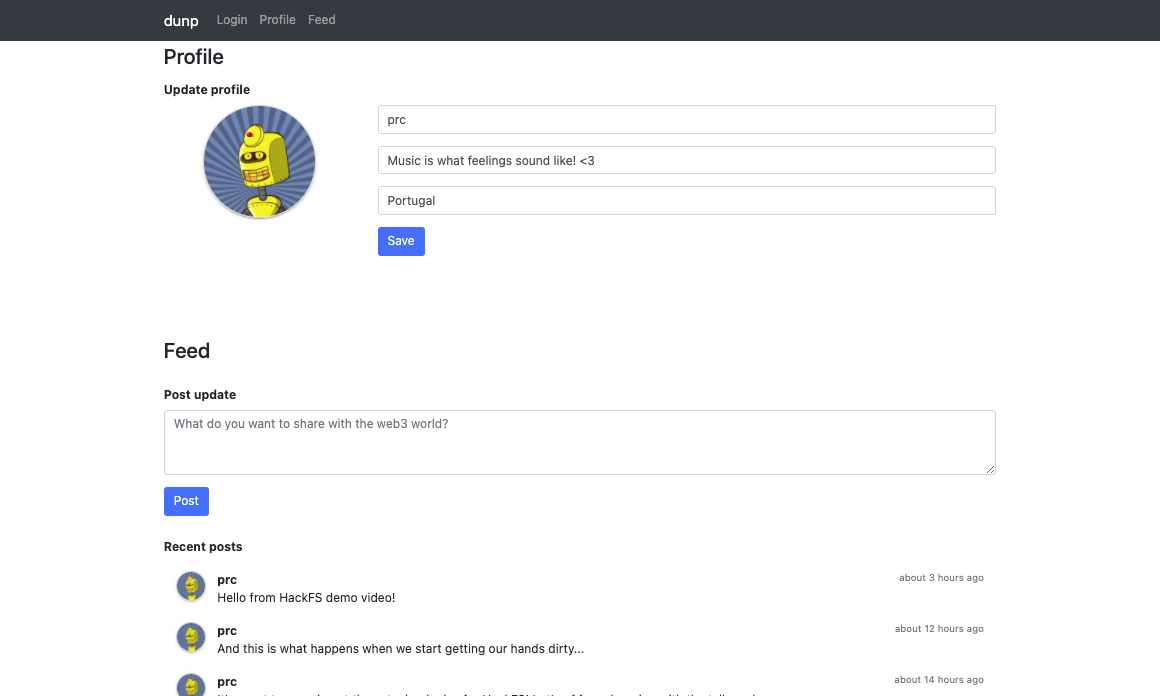 dunp Login Profile Feed
Profile
Update profile
prc
Music is what feelings sound like! <3
Portugal
Save
Feed
Post update
What do you want to share with the web3 world?
Post
Recent posts
prc about 3 hours ago
Hello from HackFS demo video!
prc about 12 hours ago
And this is what happens when we start getting our hands dirty...
prc about 14 hours ago